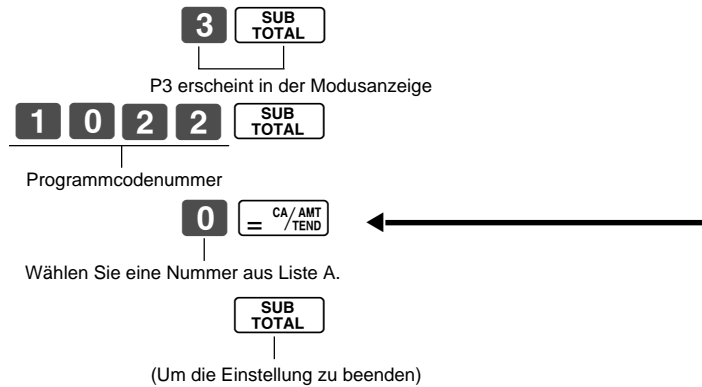 3 SUB TOTAL
P3 erscheint in der Modusanzeige
1 0 2 2 SUB TOTAL
Programmcodenummer
0 = CA/AMT /TEND
Wählen Sie eine Nummer aus Liste A.
SUB TOTAL
(Um die Einstellung zu beenden)